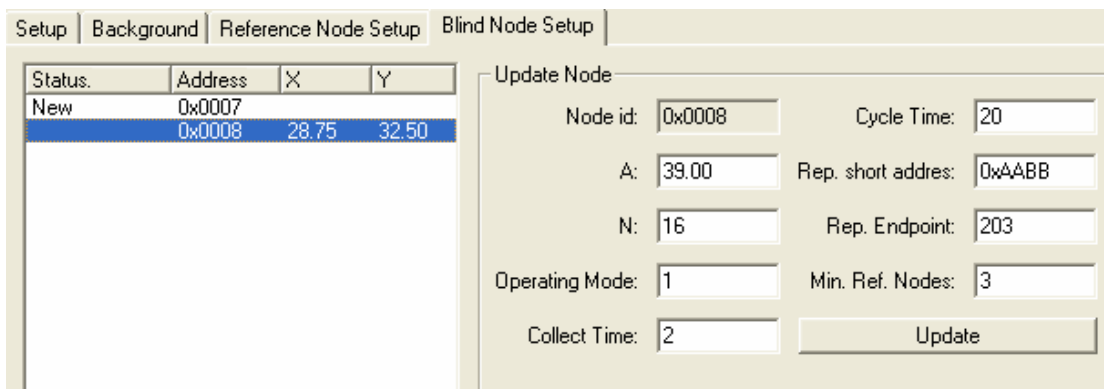 Setup Background Reference Node Setup Blind Node Setup
Status. Address X Y
New 0x0007
0x0008 28.75 32.50
Update Node
Node id: 0x0008 Cycle Time: 20
A: 39.00 Rep. short addres: 0xAABB
N: 16 Rep. Endpoint: 203
Operating Mode: 1 Min. Ref. Nodes: 3
Collect Time: 2 Update